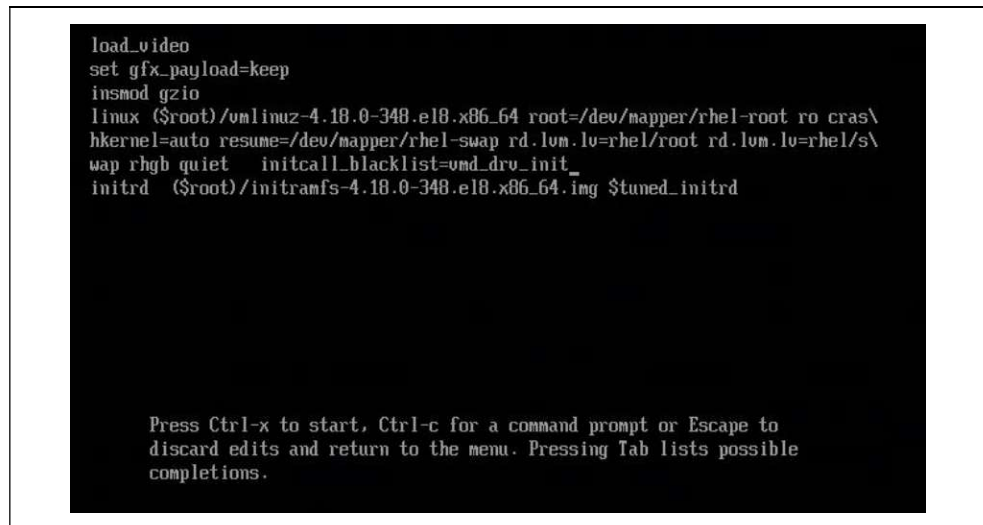 load_video
set gfx_payload=keep
insmod gzio
linux ($root)/vmlinuz-4.18.0-348.el8.x86_64 root=/dev/mapper/rhel-root ro cras\
hkernel=auto resume=/dev/mapper/rhel-swap rd.lvm.lv=rhel/root rd.lvm.lv=rhel/s\
wap rhgb quiet   initcall_blacklist=vmd_drv_init_
initrd  ($root)/initramfs-4.18.0-348.el8.x86_64.img $tuned_initrd
Press Ctrl-x to start, Ctrl-c for a command prompt or Escape to
discard edits and return to the menu. Pressing Tab lists possible
completions.